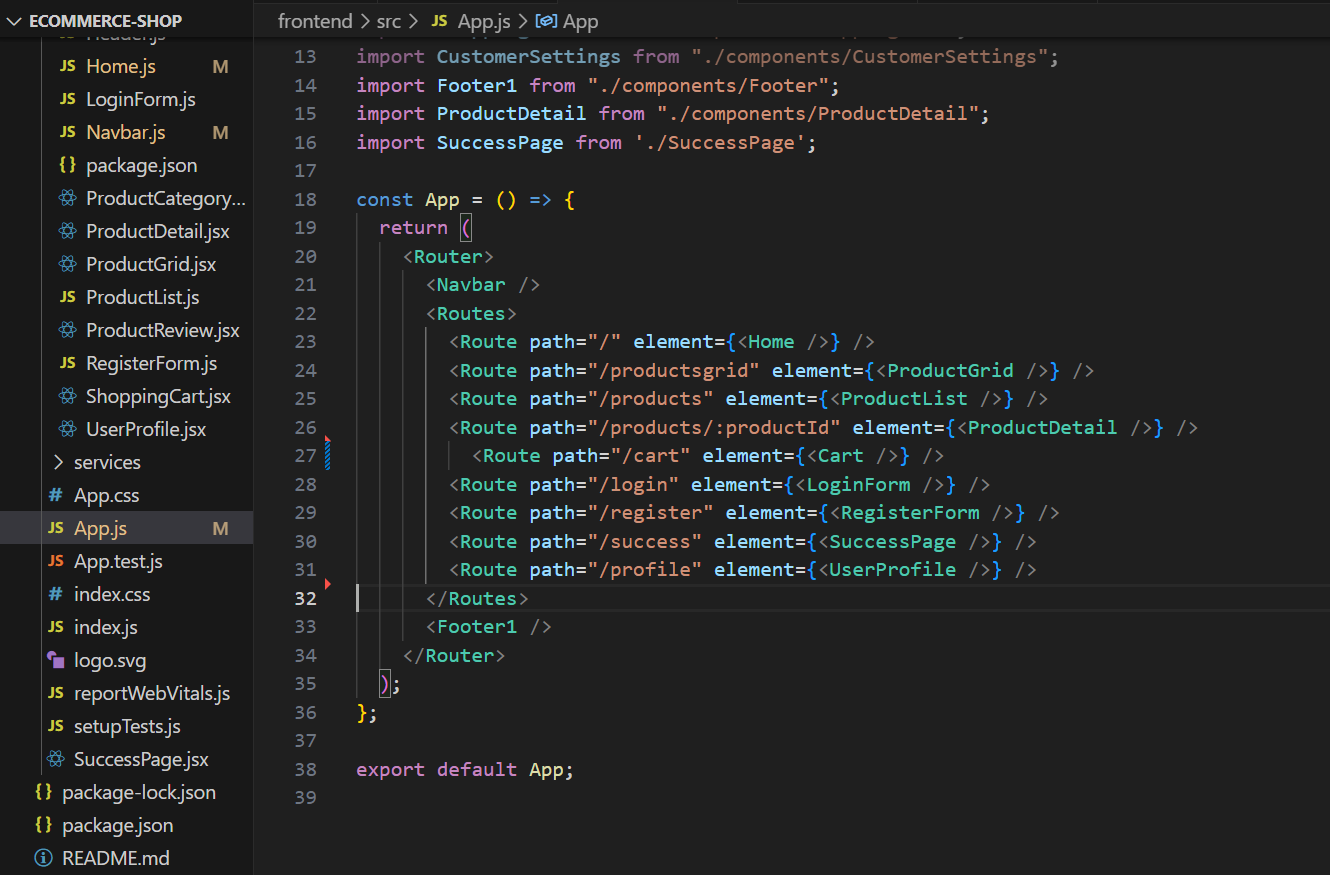 ECOMMERCE-SHOP
Header.js
JS Home.js M
JS LoginForm.js
JS Navbar.js M
{} package.json
ProductCategory...
ProductDetail.jsx
ProductGrid.jsx
JS ProductList.js
ProductReview.jsx
JS RegisterForm.js
ShoppingCart.jsx
UserProfile.jsx
services
# App.css
JS App.js M
JS App.test.js
# index.css
JS index.js
logo.svg
JS reportWebVitals.js
JS setupTests.js
SuccessPage.jsx
{} package-lock.json
{} package.json
README.md
frontend > src > JS App.js > App
13 import CustomerSettings from "./components/CustomerSettings";
14 import Footer1 from "./components/Footer";
15 import ProductDetail from "./components/ProductDetail";
16 import SuccessPage from './SuccessPage';
17
18 const App = () => {
19 return (
20 <Router>
21 <Navbar />
22 <Routes>
23 <Route path="/" element={<Home />} />
24 <Route path="/productsgrid" element={<ProductGrid />} />
25 <Route path="/products" element={<ProductList />} />
26 <Route path="/products/:productId" element={<ProductDetail />} />
27 <Route path="/cart" element={<Cart />} />
28 <Route path="/login" element={<LoginForm />} />
29 <Route path="/register" element={<RegisterForm />} />
30 <Route path="/success" element={<SuccessPage />} />
31 <Route path="/profile" element={<UserProfile />} />
32 </Routes>
33 <Footer1 />
34 </Router>
35 );
36 };
37
38 export default App;
39